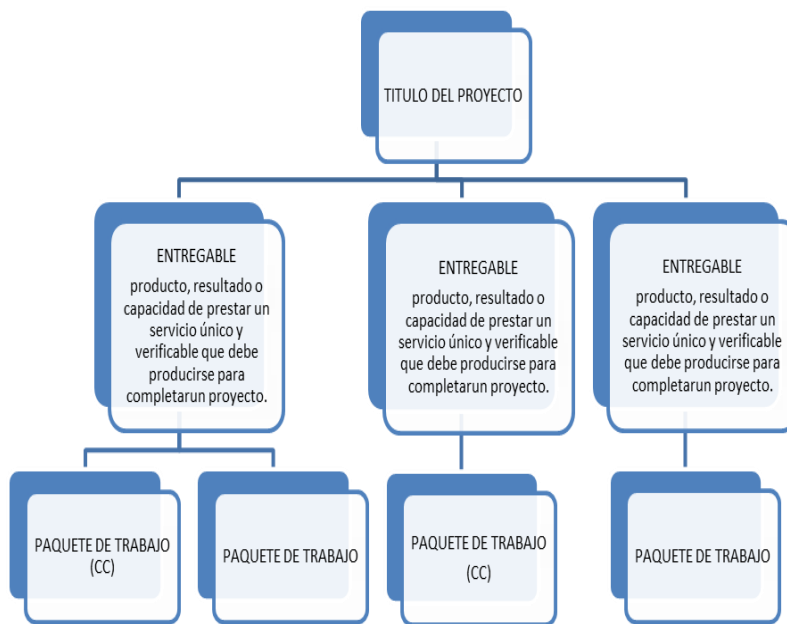 TITULO DEL PROYECTO
ENTREGABLE
producto, resultado o
capacidad de prestar un
servicio único y
verificable que debe
producirse para
completarun proyecto.
ENTREGABLE
producto, resultado o
capacidad de prestar un
servicio único y verificable
que debe producirse para
completarun proyecto.
ENTREGABLE
producto, resultado o
capacidad de prestar un
servicio único y verificable
que debe producirse para
completarun proyecto.
PAQUETE DE TRABAJO
(CC)
PAQUETE DE TRABAJO
PAQUETE DE TRABAJO
(CC)
PAQUETE DE TRABAJO